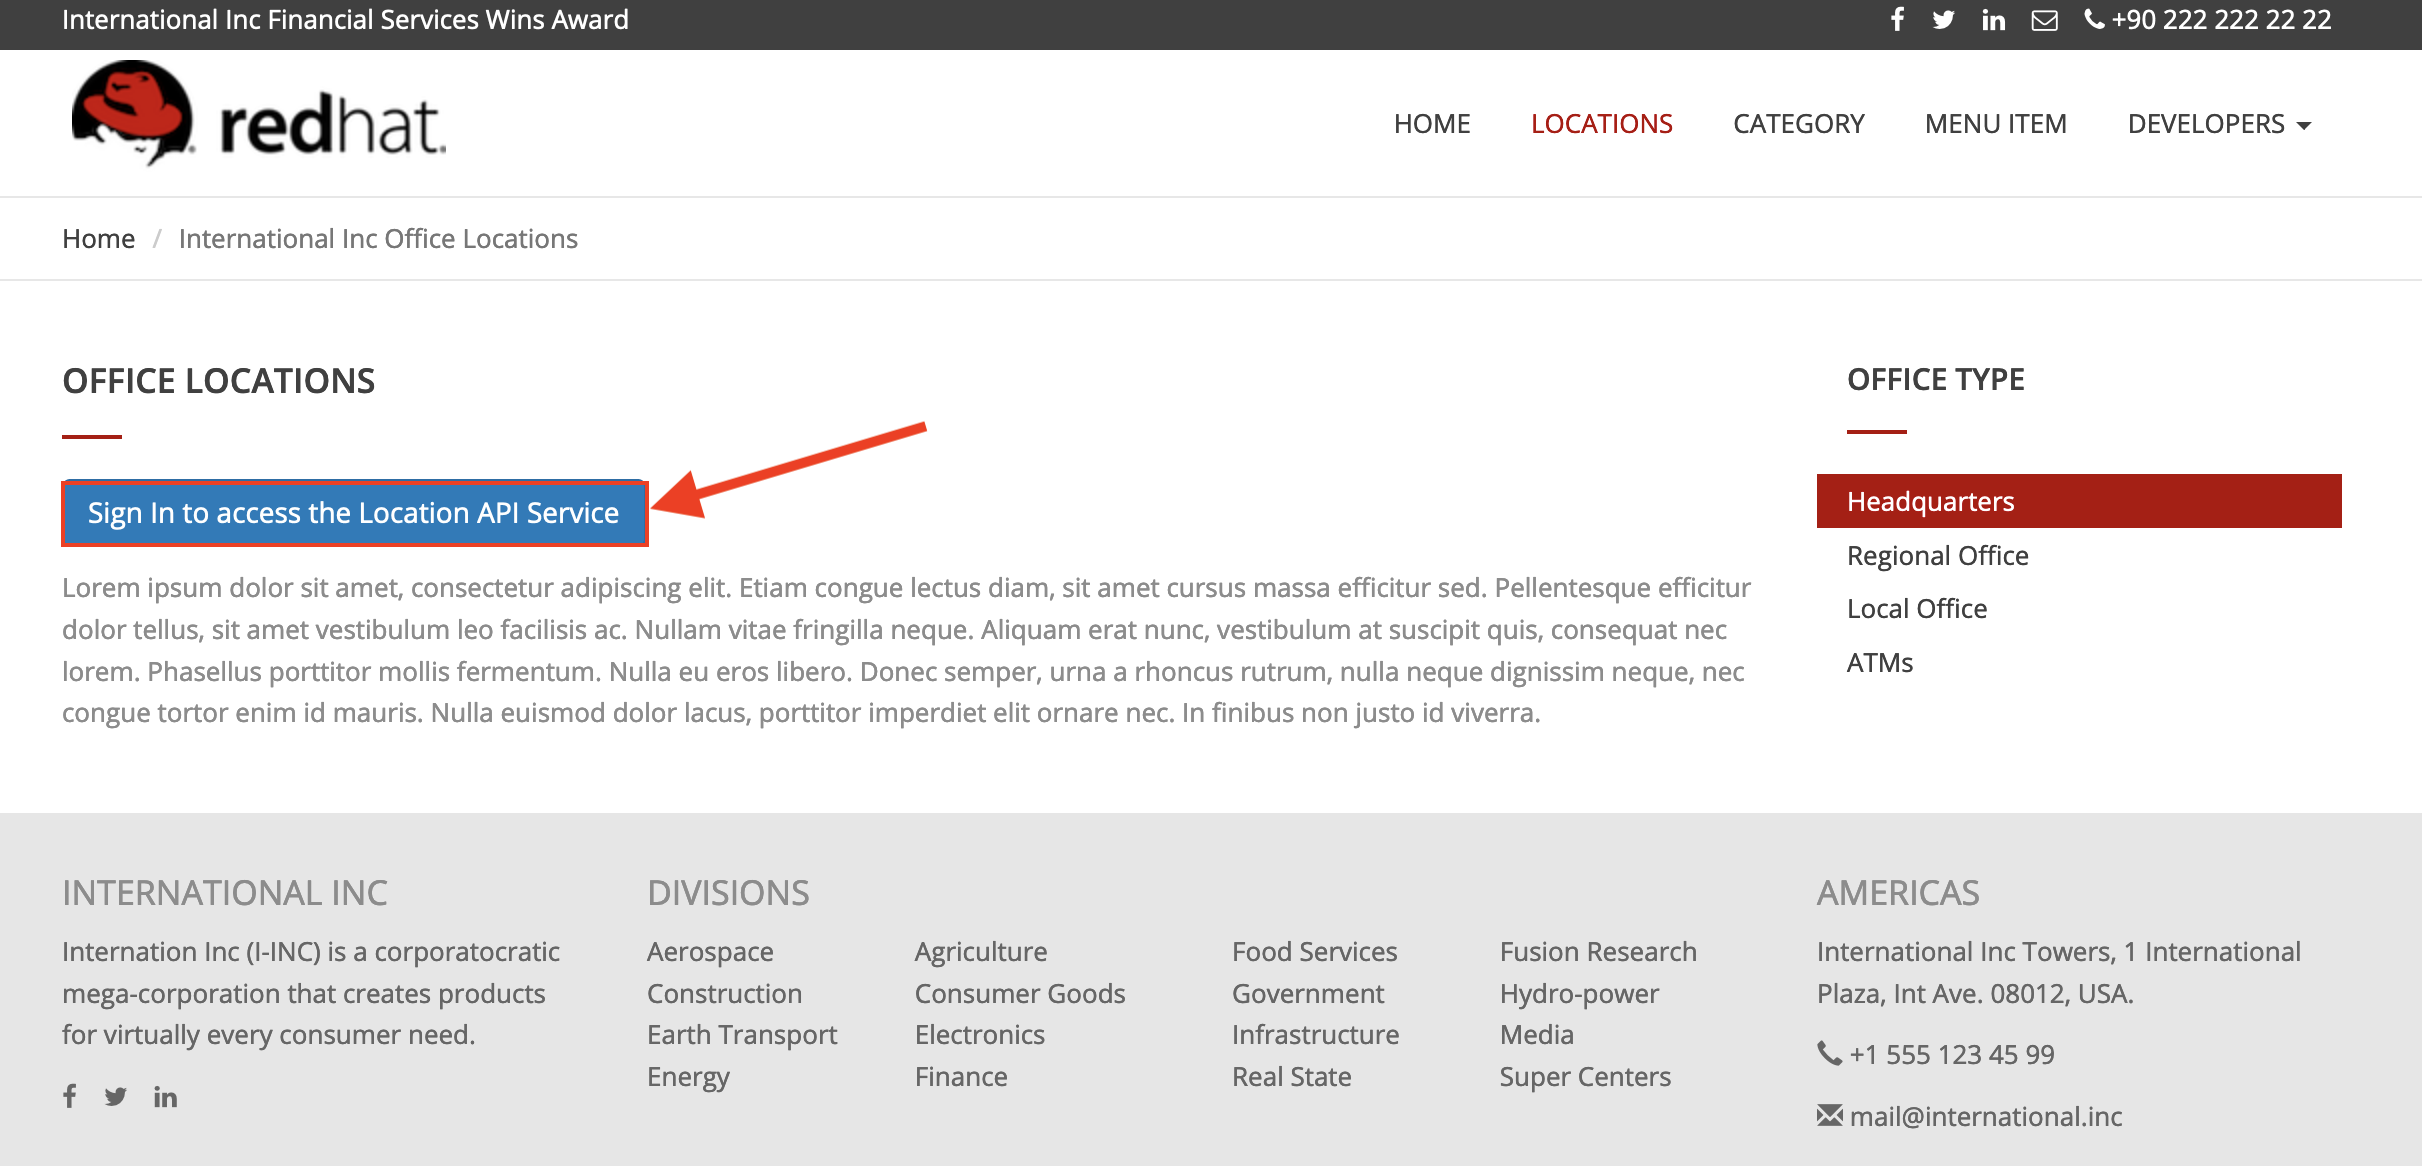 International Inc Financial Services Wins Award
+90 222 222 22 22
redhat.
HOME LOCATIONS CATEGORY MENU ITEM DEVELOPERS
Home / International Inc Office Locations
OFFICE LOCATIONS
Sign In to access the Location API Service
Lorem ipsum dolor sit amet, consectetur adipiscing elit. Etiam congue lectus diam, sit amet cursus massa efficitur sed. Pellentesque efficitur
dolor tellus, sit amet vestibulum leo facilisis ac. Nullam vitae fringilla neque. Aliquam erat nunc, vestibulum at suscipit quis, consequat nec
lorem. Phasellus porttitor mollis fermentum. Nulla eu eros libero. Donec semper, urna a rhoncus rutrum, nulla neque dignissim neque, nec
congue tortor enim id mauris. Nulla euismod dolor lacus, porttitor imperdiet elit ornare nec. In finibus non justo id viverra.
OFFICE TYPE
Headquarters
Regional Office
Local Office
ATMs
INTERNATIONAL INC
Internation Inc (I-INC) is a corporatocratic
mega-corporation that creates products
for virtually every consumer need.
DIVISIONS
Aerospace
Construction
Earth Transport
Energy
Agriculture
Consumer Goods
Electronics
Finance
Food Services
Government
Infrastructure
Real State
Fusion Research
Hydro-power
Media
Super Centers
AMERICAS
International Inc Towers, 1 International
Plaza, Int Ave. 08012, USA.
+1 555 123 45 99
mail@international.inc